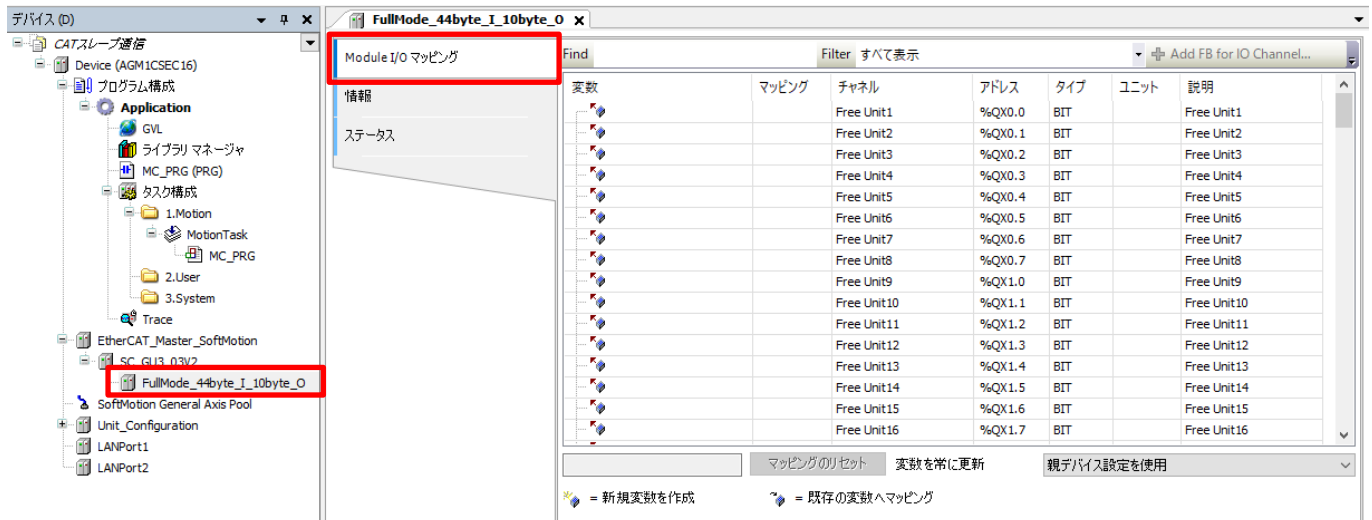 デバイス (D)
CATスレーブ通信
Device (AGM1CSEC16)
プログラム構成
Application
GVL
ライブラリ マネージャ
MC_PRG (PRG)
タスク構成
1.Motion
MotionTask
MC_PRG
2.User
3.System
Trace
EtherCAT_Master_SoftMotion
SC_GU3_03V2
FullMode_44byte_I_10byte_O
SoftMotion General Axis Pool
Unit_Configuration
LANPort1
LANPort2
FullMode_44byte_I_10byte_O X
Module I/O マッピング
情報
ステータス
Find Filter すべて表示 Add FB for IO Channel...
変数 マッピング チャネル アドレス タイプ ユニット 説明
Free Unit1 %QX0.0 BIT Free Unit1
Free Unit2 %QX0.1 BIT Free Unit2
Free Unit3 %QX0.2 BIT Free Unit3
Free Unit4 %QX0.3 BIT Free Unit4
Free Unit5 %QX0.4 BIT Free Unit5
Free Unit6 %QX0.5 BIT Free Unit6
Free Unit7 %QX0.6 BIT Free Unit7
Free Unit8 %QX0.7 BIT Free Unit8
Free Unit9 %QX1.0 BIT Free Unit9
Free Unit10 %QX1.1 BIT Free Unit10
Free Unit11 %QX1.2 BIT Free Unit11
Free Unit12 %QX1.3 BIT Free Unit12
Free Unit13 %QX1.4 BIT Free Unit13
Free Unit14 %QX1.5 BIT Free Unit14
Free Unit15 %QX1.6 BIT Free Unit15
Free Unit16 %QX1.7 BIT Free Unit16
マッピングのリセット 変数を常に更新 親デバイス設定を使用
= 新規変数を作成 = 既存の変数へマッピング